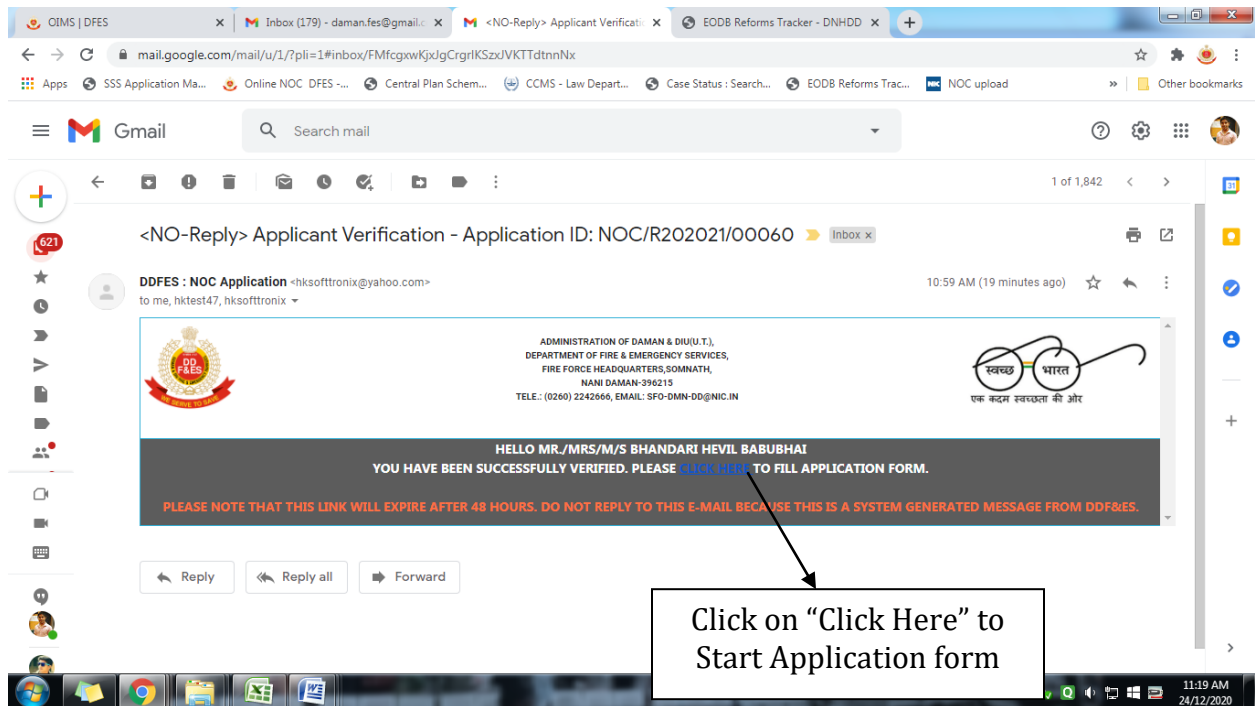 OIMS | DFES
Inbox (179) - daman.fes@gmail.c
<NO-Reply> Applicant Verificati
EODB Reforms Tracker - DNHDD
mail.google.com/mail/u/1/?pli=1#inbox/FMfcgxwKjxJgCrgrlKSzxJVKTTdtnnNx
Apps
SSS Application Ma...
Online NOC DFES -...
Central Plan Schem...
CCMS - Law Depart...
Case Status : Search...
EODB Reforms Trac...
NOC upload
»
Other bookmarks
Gmail
Search mail
1 of 1,842
31
621
<NO-Reply> Applicant Verification - Application ID: NOC/R202021/00060
Inbox x
DDFES : NOC Application <hksofttronix@yahoo.com>
10:59 AM (19 minutes ago)
to me, hktest47, hksofttronix
DD
F&ES
WE SERVE TO SAVE
ADMINISTRATION OF DAMAN & DIU(U.T.),
DEPARTMENT OF FIRE & EMERGENCY SERVICES,
FIRE FORCE HEADQUARTERS,SOMNATH,
NANI DAMAN-396215
TELE.: (0260) 2242666, EMAIL: SFO-DMN-DD@NIC.IN
स्वच्छ भारत
एक कदम स्वच्छता की ओर
HELLO MR./MRS/M/S BHANDARI HEVIL BABUBHAI
YOU HAVE BEEN SUCCESSFULLY VERIFIED. PLEASE CLICK HERE TO FILL APPLICATION FORM.
PLEASE NOTE THAT THIS LINK WILL EXPIRE AFTER 48 HOURS. DO NOT REPLY TO THIS E-MAIL BECAUSE THIS IS A SYSTEM GENERATED MESSAGE FROM DDF&ES.
Reply
Reply all
Forward
Click on “Click Here” to
Start Application form
11:19 AM
24/12/2020